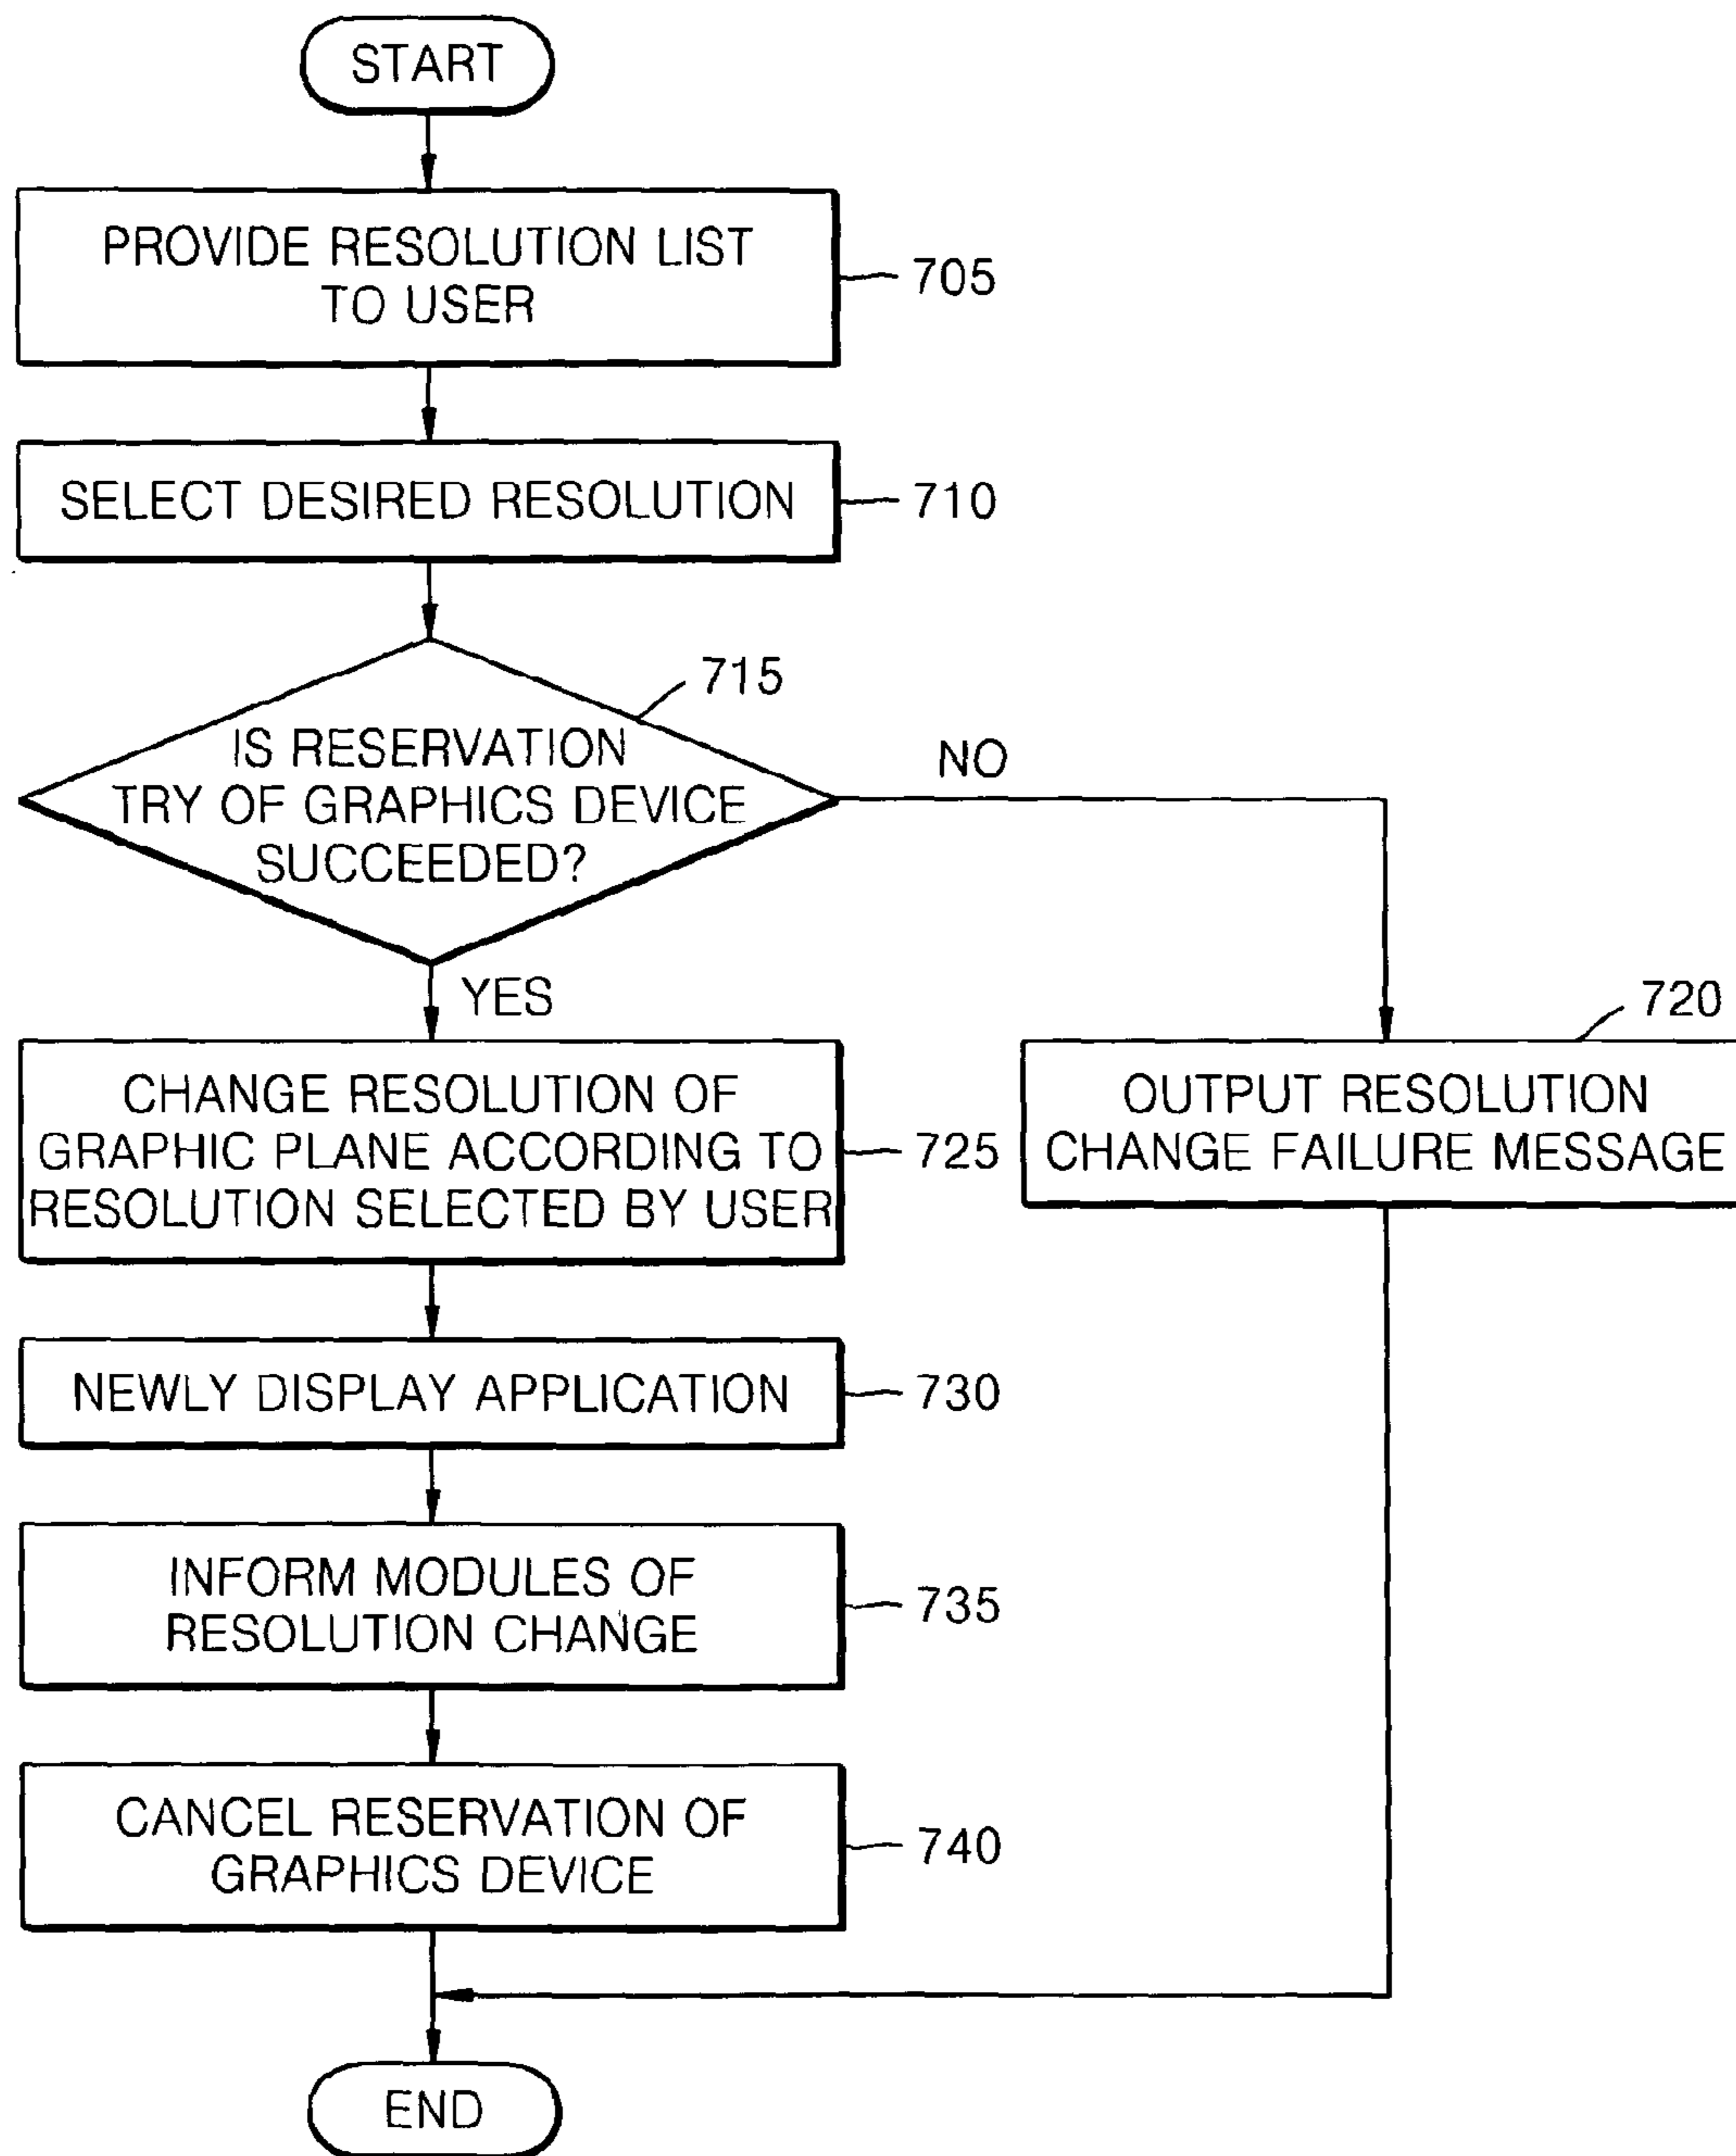 START
PROVIDE RESOLUTION LIST
TO USER
705
SELECT DESIRED RESOLUTION
710
715
IS RESERVATION
TRY OF GRAPHICS DEVICE
SUCCEEDED?
NO
YES
720
CHANGE RESOLUTION OF
GRAPHIC PLANE ACCORDING TO
RESOLUTION SELECTED BY USER
725
OUTPUT RESOLUTION
CHANGE FAILURE MESSAGE
NEWLY DISPLAY APPLICATION
730
INFORM MODULES OF
RESOLUTION CHANGE
735
CANCEL RESERVATION OF
GRAPHICS DEVICE
740
END